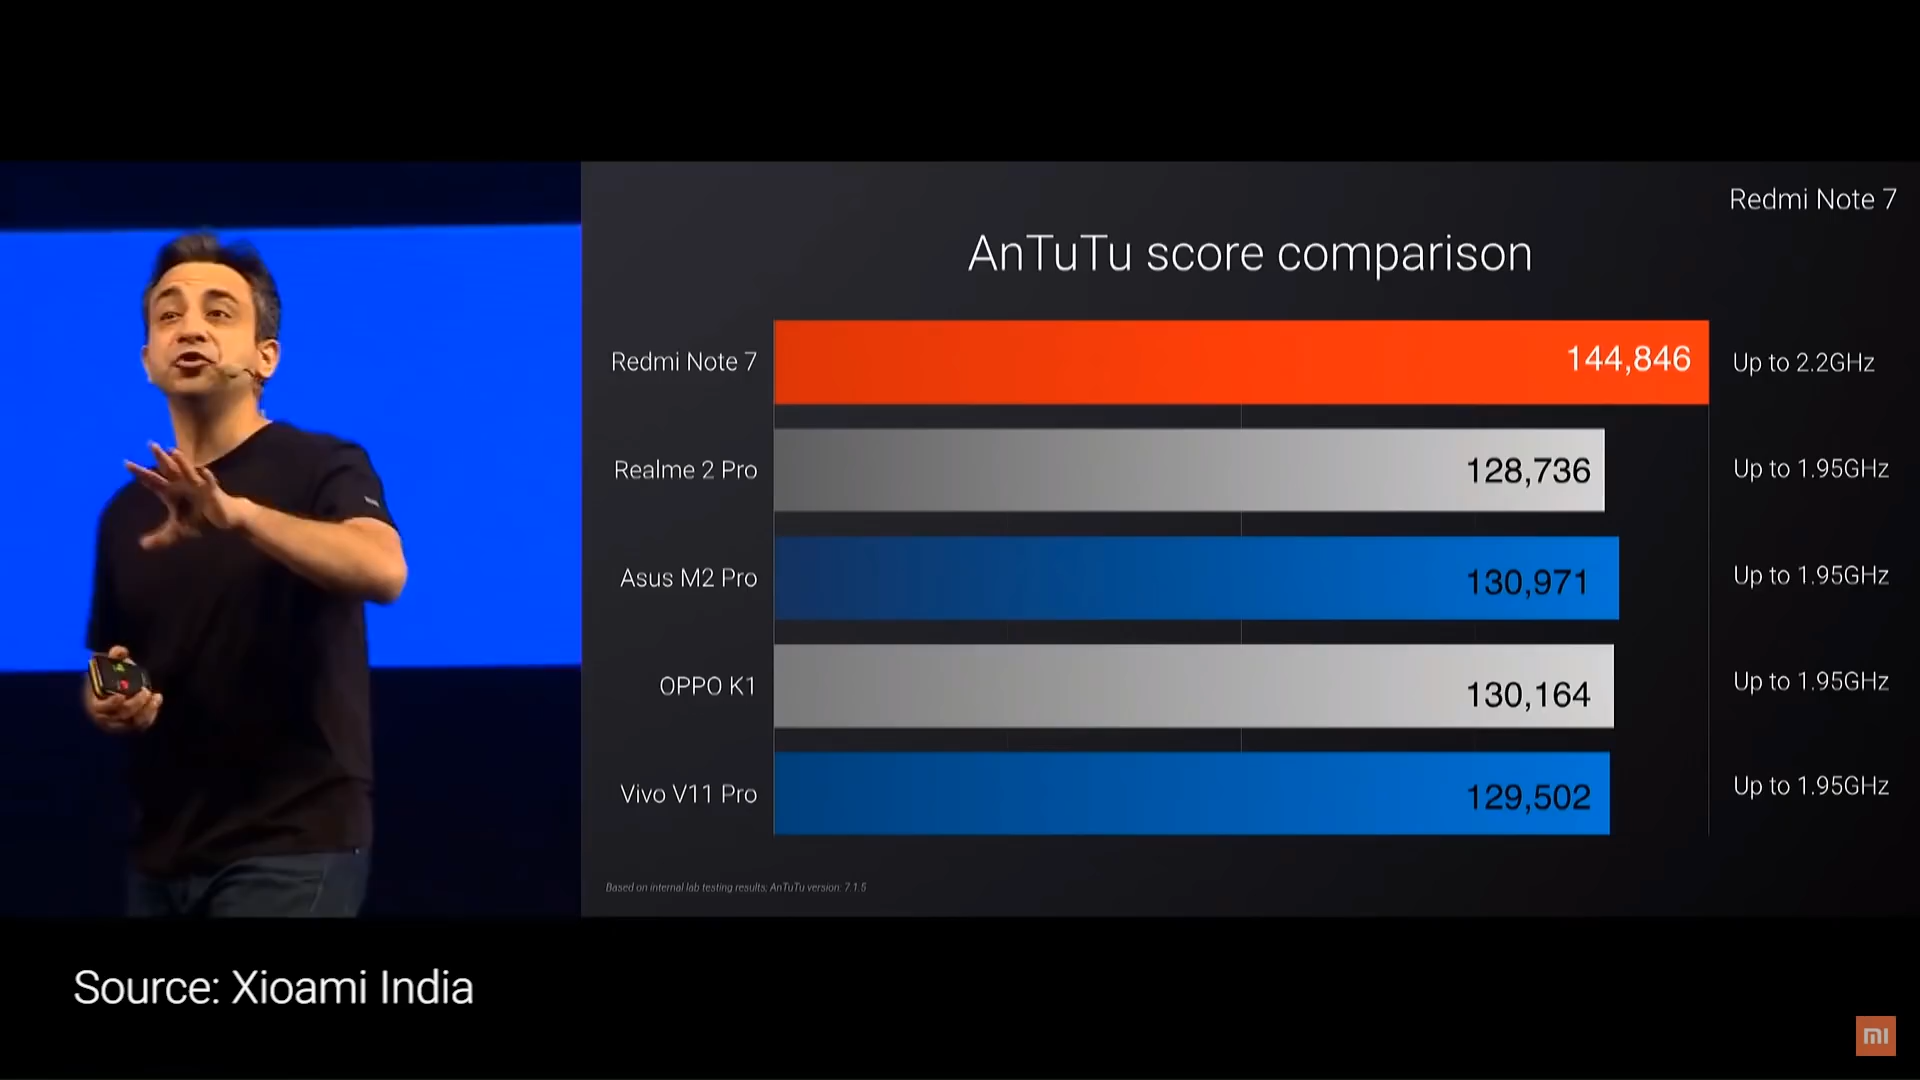 Redmi Note 7
AnTuTu score comparison
Redmi Note 7 144,846 Up to 2.2GHz
Realme 2 Pro 128,736 Up to 1.95GHz
Asus M2 Pro 130,971 Up to 1.95GHz
OPPO K1 130,164 Up to 1.95GHz
Vivo V11 Pro 129,502 Up to 1.95GHz
Based on internal lab testing results; AnTuTu version: 7.1.5
Source: Xioami India
mi